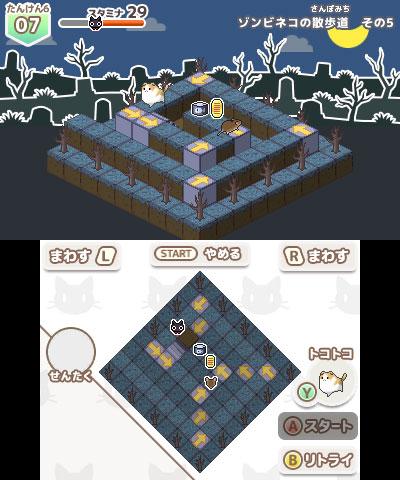 たんけん6
07
スタミナ 29
さんぽみち
ゾンビネコの散歩道 その5
まわす L
START やめる
R まわす
せんたく
トコトコ
Y
A スタート
B リトライ